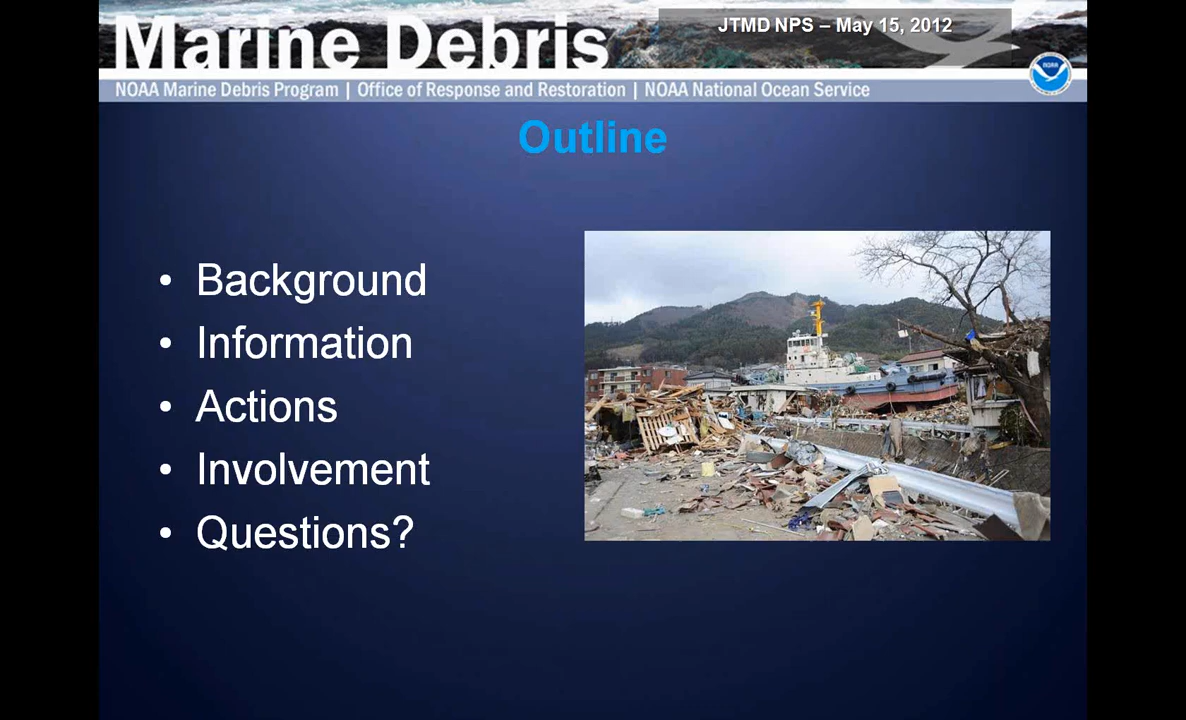 Marine Debris
JTMD NPS – May 15, 2012
NOAA
NOAA Marine Debris Program | Office of Response and Restoration | NOAA National Ocean Service
Outline
• Background
• Information
• Actions
• Involvement
• Questions?